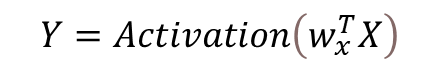 Y = Activation(w_x^T X)